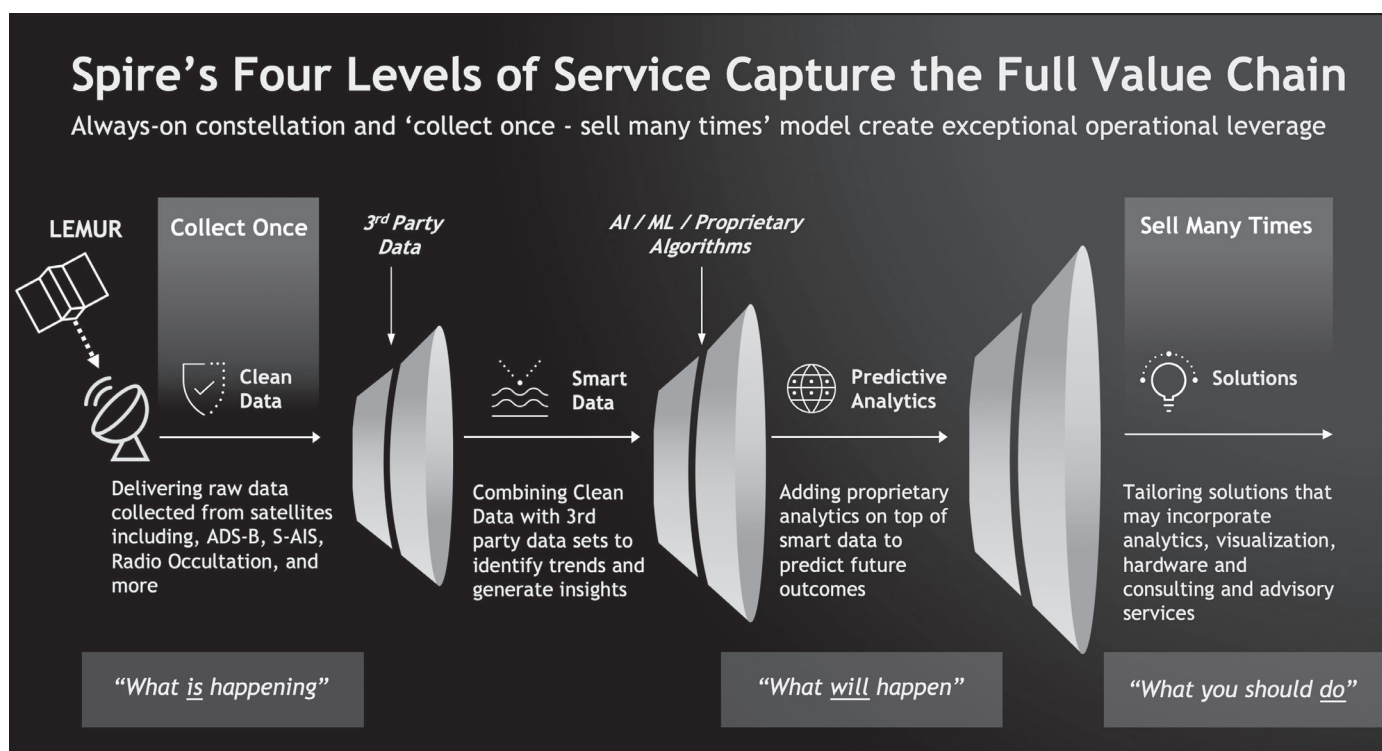 Spire’s Four Levels of Service Capture the Full Value Chain
Always-on constellation and ‘collect once - sell many times’ model create exceptional operational leverage
LEMUR
Collect Once
3rd Party
Data
AI / ML / Proprietary
Algorithms
Sell Many Times
Clean
Data
Smart
Data
Predictive
Analytics
Solutions
Delivering raw data
collected from satellites
including, ADS-B, S-AIS,
Radio Occultation, and
more
Combining Clean
Data with 3rd
party data sets to
identify trends and
generate insights
Adding proprietary
analytics on top of
smart data to
predict future
outcomes
Tailoring solutions that
may incorporate
analytics, visualization,
hardware and
consulting and advisory
services
“What is happening”
“What will happen”
“What you should do”